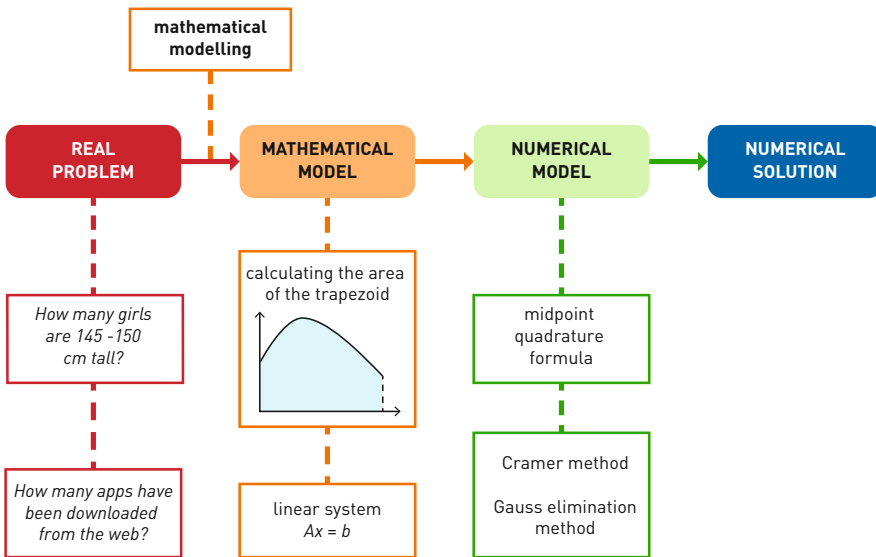 mathematical
modelling
REAL
PROBLEM
MATHEMATICAL
MODEL
NUMERICAL
MODEL
NUMERICAL
SOLUTION
How many girls
are 145 -150
cm tall?
calculating the area
of the trapezoid
midpoint
quadrature
formula
How many apps have
been downloaded
from the web?
linear system
Ax = b
Cramer method
Gauss elimination
method